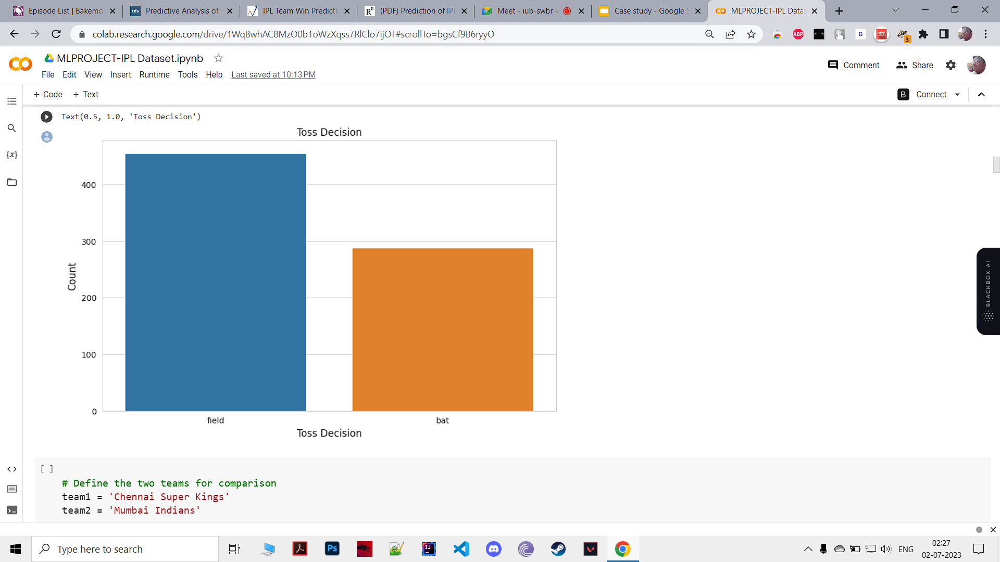 Episode List | Bakemo
Predictive Analysis of
IPL Team Win Predicti
(PDF) Prediction of IPL
Meet - iub-swbr-
Case study - Google S
MLPROJECT-IPL Datas
colab.research.google.com/drive/1WqBwhAC8MzO0b1oWzXqss7RlClo7ijOT#scrollTo=bgsCf9B6ryyO
ABP
B
3
MLPROJECT-IPL Dataset.ipynb
Comment
Share
File Edit View Insert Runtime Tools Help Last saved at 10:13 PM
+ Code + Text
B Connect
Text(0.5, 1.0, 'Toss Decision')
Toss Decision
{x}
400
300
Count
200
100
0
field
bat
Toss Decision
BLACKBOX AI
[ ]
# Define the two teams for comparison
team1 = 'Chennai Super Kings'
team2 = 'Mumbai Indians'
Type here to search
Ps
IJ
ENG
02:27
02-07-2023